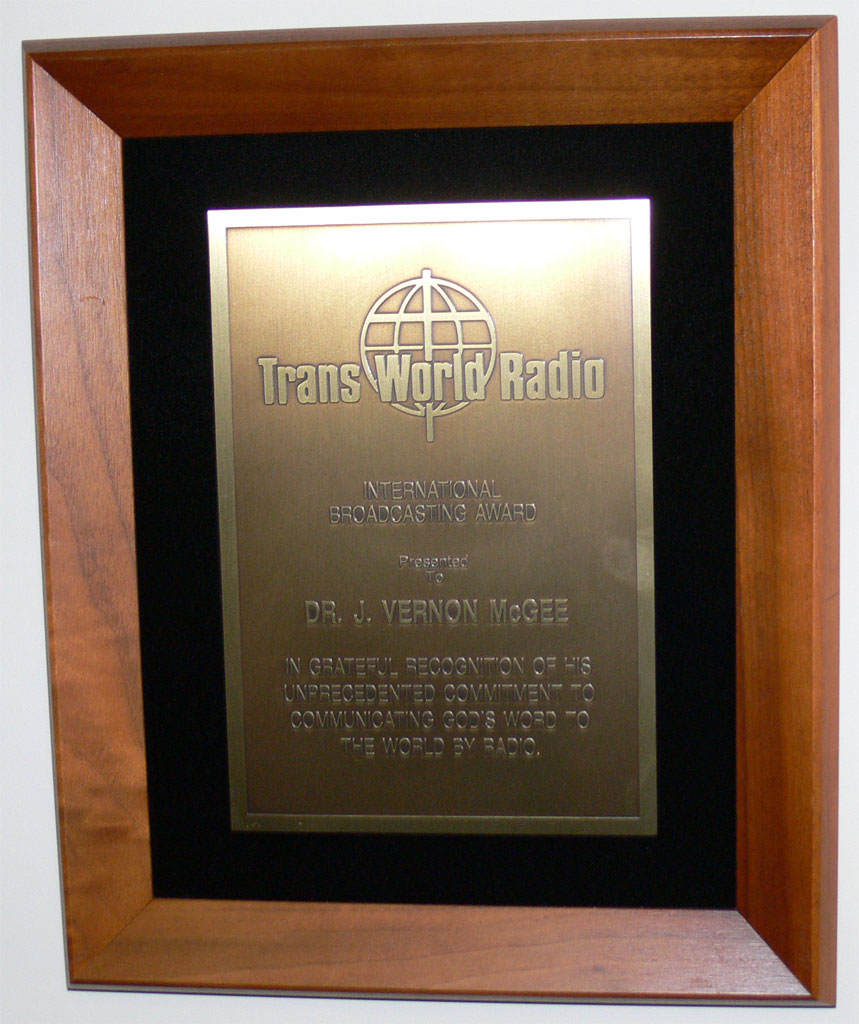 Trans World Radio
INTERNATIONAL
BROADCASTING AWARD
Presented
To
DR. J. VERNON McGEE
IN GRATEFUL RECOGNITION OF HIS
UNPRECEDENTED COMMITMENT TO
COMMUNICATING GOD'S WORD TO
THE WORLD BY RADIO.